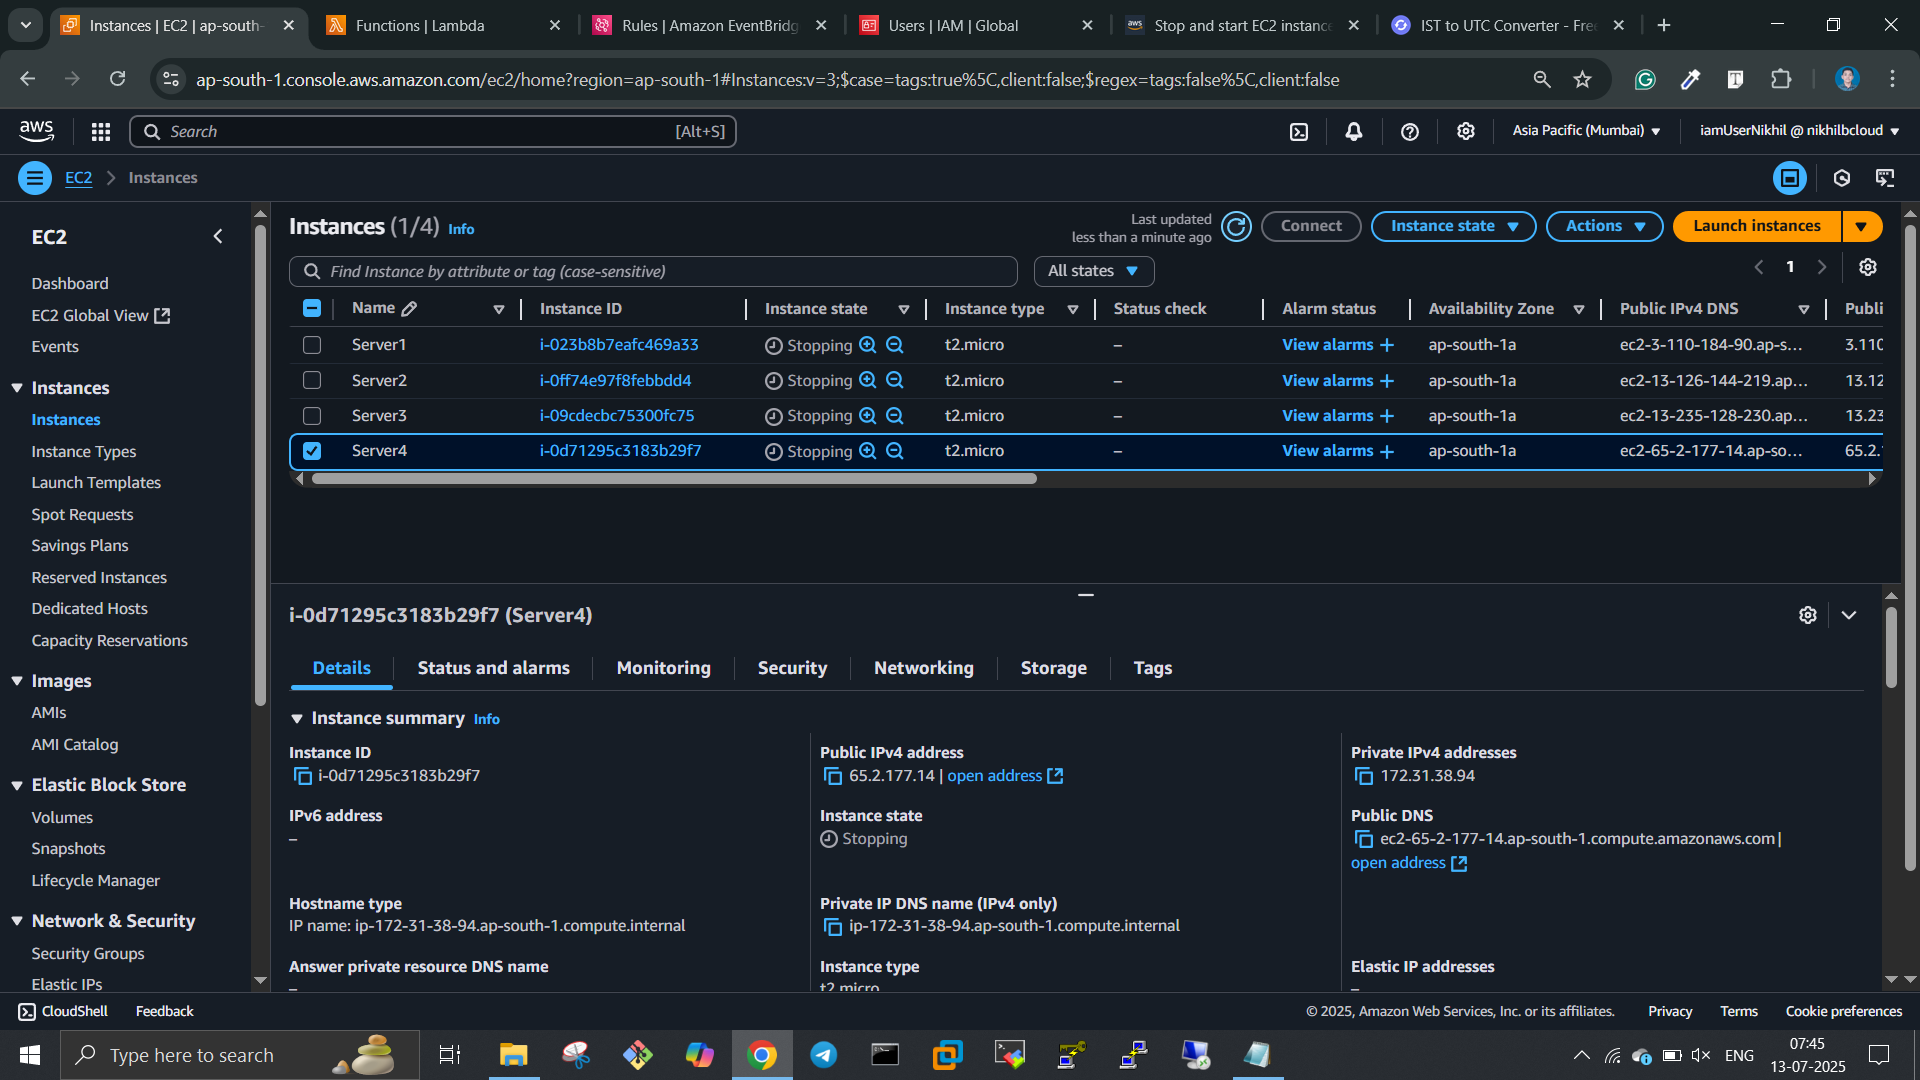 Instances | EC2 | ap-south-
Functions | Lambda
Rules | Amazon EventBridg
Users | IAM | Global
aws
Stop and start EC2 instance
IST to UTC Converter - Fre
ap-south-1.console.aws.amazon.com/ec2/home?region=ap-south-1#Instances:v=3;$case=tags:true%5C,client:false;$regex=tags:false%5C,client:false
aws
Search
[Alt+S]
Asia Pacific (Mumbai)
iamUserNikhil @ nikhilbcloud
EC2
Instances
EC2
Dashboard
EC2 Global View
Events
Instances
Instances
Instance Types
Launch Templates
Spot Requests
Savings Plans
Reserved Instances
Dedicated Hosts
Capacity Reservations
Images
AMIs
AMI Catalog
Elastic Block Store
Volumes
Snapshots
Lifecycle Manager
Network & Security
Security Groups
Elastic IPs
Instances (1/4) Info
Last updated
less than a minute ago
Connect
Instance state
Actions
Launch instances
Find Instance by attribute or tag (case-sensitive)
All states
1
Name Instance ID Instance state Instance type Status check Alarm status Availability Zone Public IPv4 DNS Publi
Server1 i-023b8b7eafc469a33 Stopping t2.micro – View alarms + ap-south-1a ec2-3-110-184-90.ap-s... 3.110
Server2 i-0ff74e97f8febbdd4 Stopping t2.micro – View alarms + ap-south-1a ec2-13-126-144-219.ap... 13.12
Server3 i-09cdecbc75300fc75 Stopping t2.micro – View alarms + ap-south-1a ec2-13-235-128-230.ap... 13.23
Server4 i-0d71295c3183b29f7 Stopping t2.micro – View alarms + ap-south-1a ec2-65-2-177-14.ap-so... 65.2.
i-0d71295c3183b29f7 (Server4)
Details
Status and alarms
Monitoring
Security
Networking
Storage
Tags
Instance summary Info
Instance ID
i-0d71295c3183b29f7
Public IPv4 address
65.2.177.14 | open address
Private IPv4 addresses
172.31.38.94
IPv6 address
–
Instance state
Stopping
Public DNS
ec2-65-2-177-14.ap-south-1.compute.amazonaws.com |
open address
Hostname type
IP name: ip-172-31-38-94.ap-south-1.compute.internal
Private IP DNS name (IPv4 only)
ip-172-31-38-94.ap-south-1.compute.internal
Answer private resource DNS name
–
Instance type
t2.micro
Elastic IP addresses
–
CloudShell
Feedback
© 2025, Amazon Web Services, Inc. or its affiliates.
Privacy
Terms
Cookie preferences
Type here to search
ENG
07:45
13-07-2025